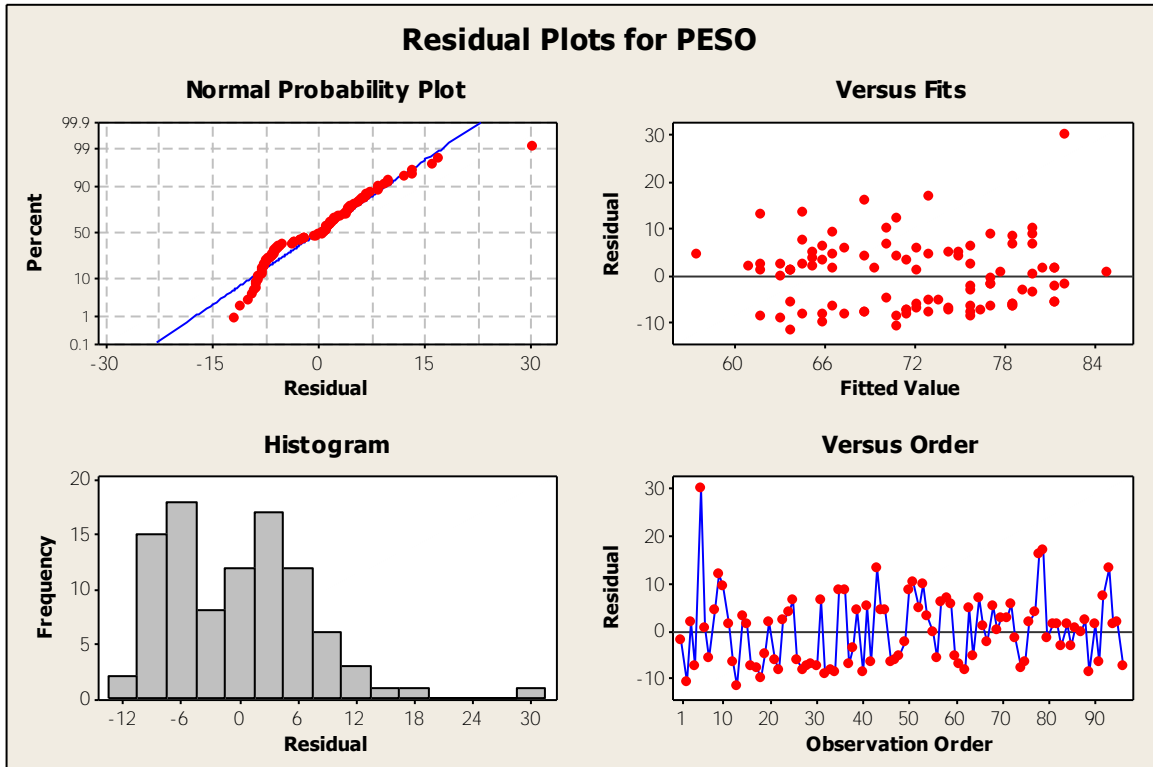 Residual Plots for PESO
Normal Probability Plot
99.9
99
90
50
10
1
0.1
Percent
-30 -15 0 15 30
Residual
Versus Fits
30
20
10
0
-10
Residual
60 66 72 78 84
Fitted Value
Histogram
20
15
10
5
0
Frequency
-12 -6 0 6 12 18 24 30
Residual
Versus Order
30
20
10
0
-10
Residual
1 10 20 30 40 50 60 70 80 90
Observation Order